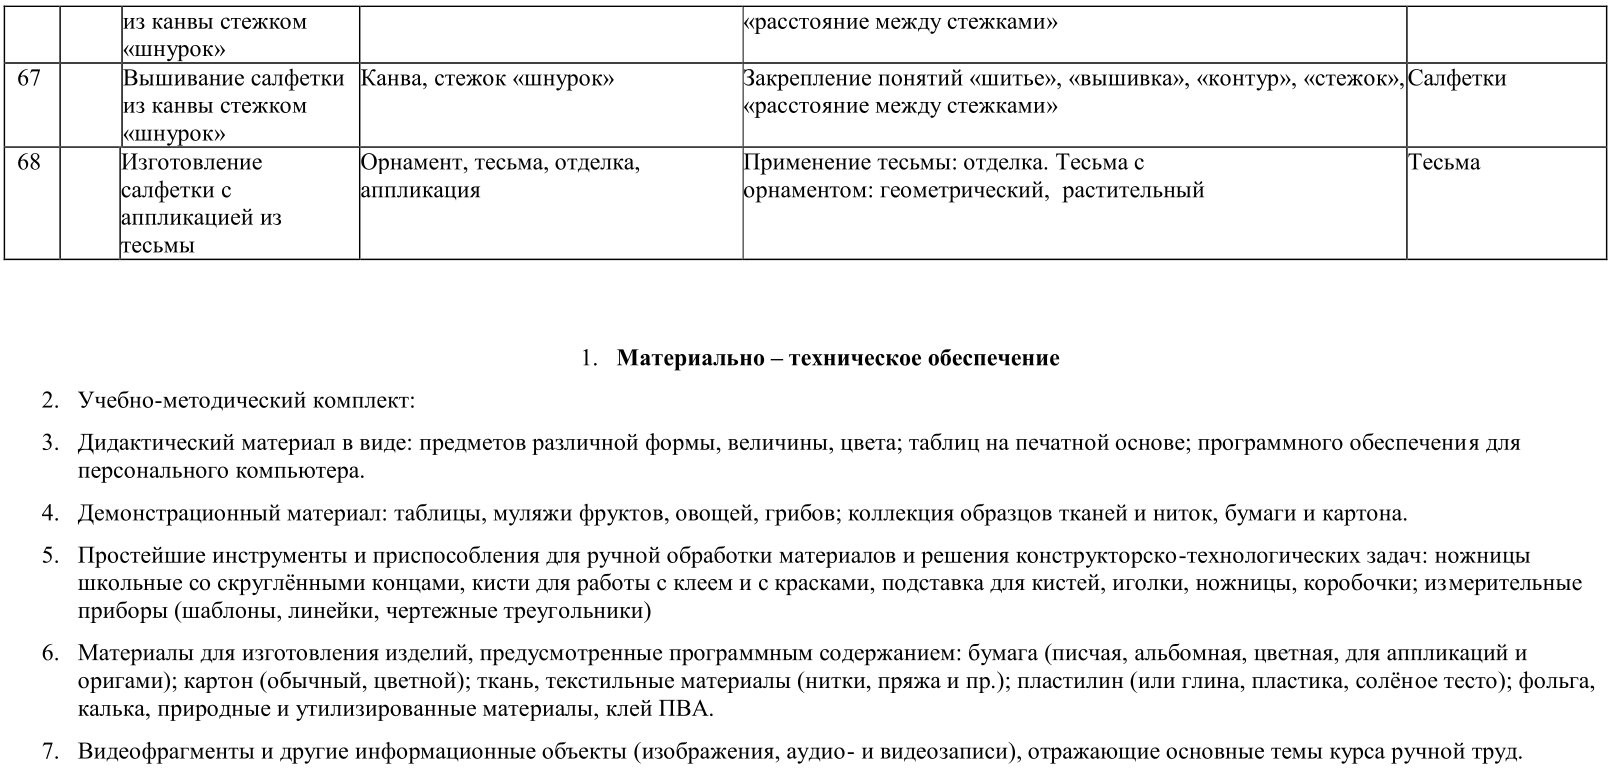 из канвы стежком «расстояние между стежками»
«шнурок»
67 Вышивание салфетки Канва, стежок «шнурок» Закрепление понятий «шитье», «вышивка», «контур», «стежок», Салфетки
из канвы стежком «расстояние между стежками»
«шнурок»
68 Изготовление Орнамент, тесьма, отделка, Применение тесьмы: отделка. Тесьма с Тесьма
салфетки с аппликация орнаментом: геометрический, растительный
аппликацией из
тесьмы
1. Материально – техническое обеспечение
2. Учебно-методический комплект:
3. Дидактический материал в виде: предметов различной формы, величины, цвета; таблиц на печатной основе; программного обеспечения для
персонального компьютера.
4. Демонстрационный материал: таблицы, муляжи фруктов, овощей, грибов; коллекция образцов тканей и ниток, бумаги и картона.
5. Простейшие инструменты и приспособления для ручной обработки материалов и решения конструкторско-технологических задач: ножницы
школьные со скруглёнными концами, кисти для работы с клеем и с красками, подставка для кистей, иголки, ножницы, коробочки; измерительные
приборы (шаблоны, линейки, чертежные треугольники)
6. Материалы для изготовления изделий, предусмотренные программным содержанием: бумага (писчая, альбомная, цветная, для аппликаций и
оригами); картон (обычный, цветной); ткань, текстильные материалы (нитки, пряжа и пр.); пластилин (или глина, пластика, солёное тесто); фольга,
калька, природные и утилизированные материалы, клей ПВА.
7. Видеофрагменты и другие информационные объекты (изображения, аудио- и видеозаписи), отражающие основные темы курса ручной труд.